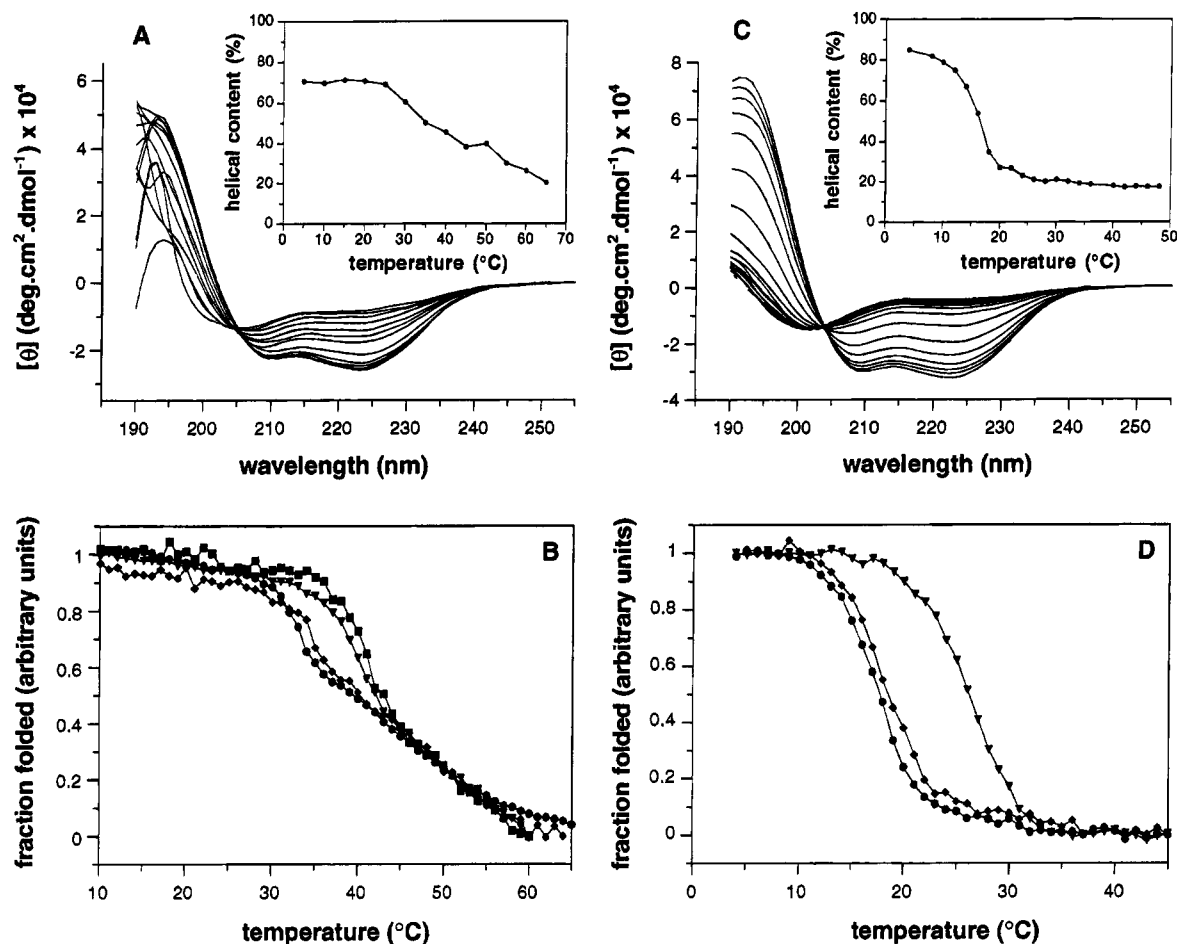 A
[θ] (deg.cm².dmol⁻¹) x 10⁴
6
4
2
0
-2
190 200 210 220 230 240 250
wavelength (nm)
helical content (%)
100
80
60
40
20
0
0 10 20 30 40 50 60 70
temperature (°C)
C
[θ] (deg.cm².dmol⁻¹) x 10⁴
8
6
4
2
0
-2
-4
190 200 210 220 230 240 250
wavelength (nm)
helical content (%)
100
80
60
40
20
0
0 10 20 30 40 50
temperature (°C)
B
fraction folded (arbitrary units)
1
0.8
0.6
0.4
0.2
0
10 20 30 40 50 60
temperature (°C)
D
fraction folded (arbitrary units)
1
0.8
0.6
0.4
0.2
0
0 10 20 30 40
temperature (°C)